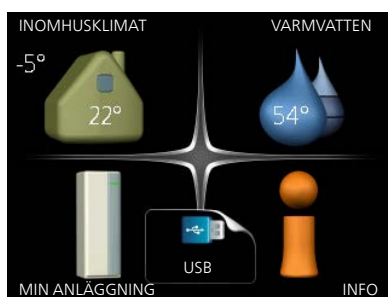 INOMHUSKLIMAT VARMVATTEN
-5°
22° 54°
USB
MIN ANLÄGGNING INFO